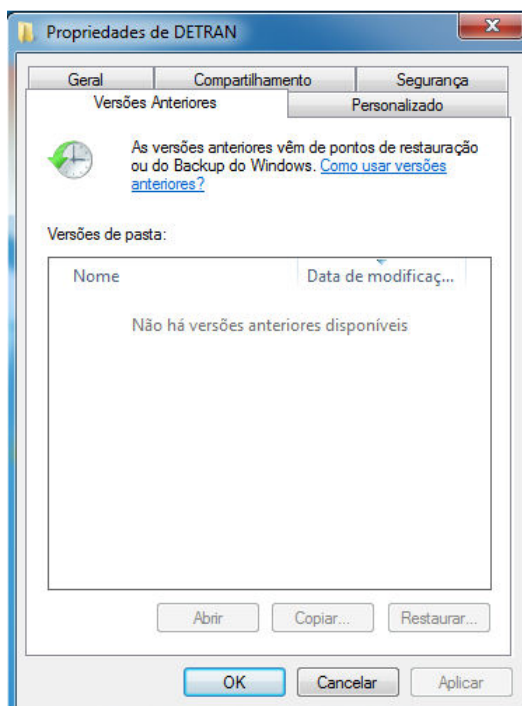 Propriedades de DETRAN
Geral
Compartilhamento
Segurança
Versões Anteriores
Personalizado
As versões anteriores vêm de pontos de restauração
ou do Backup do Windows. Como usar versões
anteriores?
Versões de pasta:
Nome
Data de modificaç...
Não há versões anteriores disponíveis
Abrir
Copiar...
Restaurar...
OK
Cancelar
Aplicar